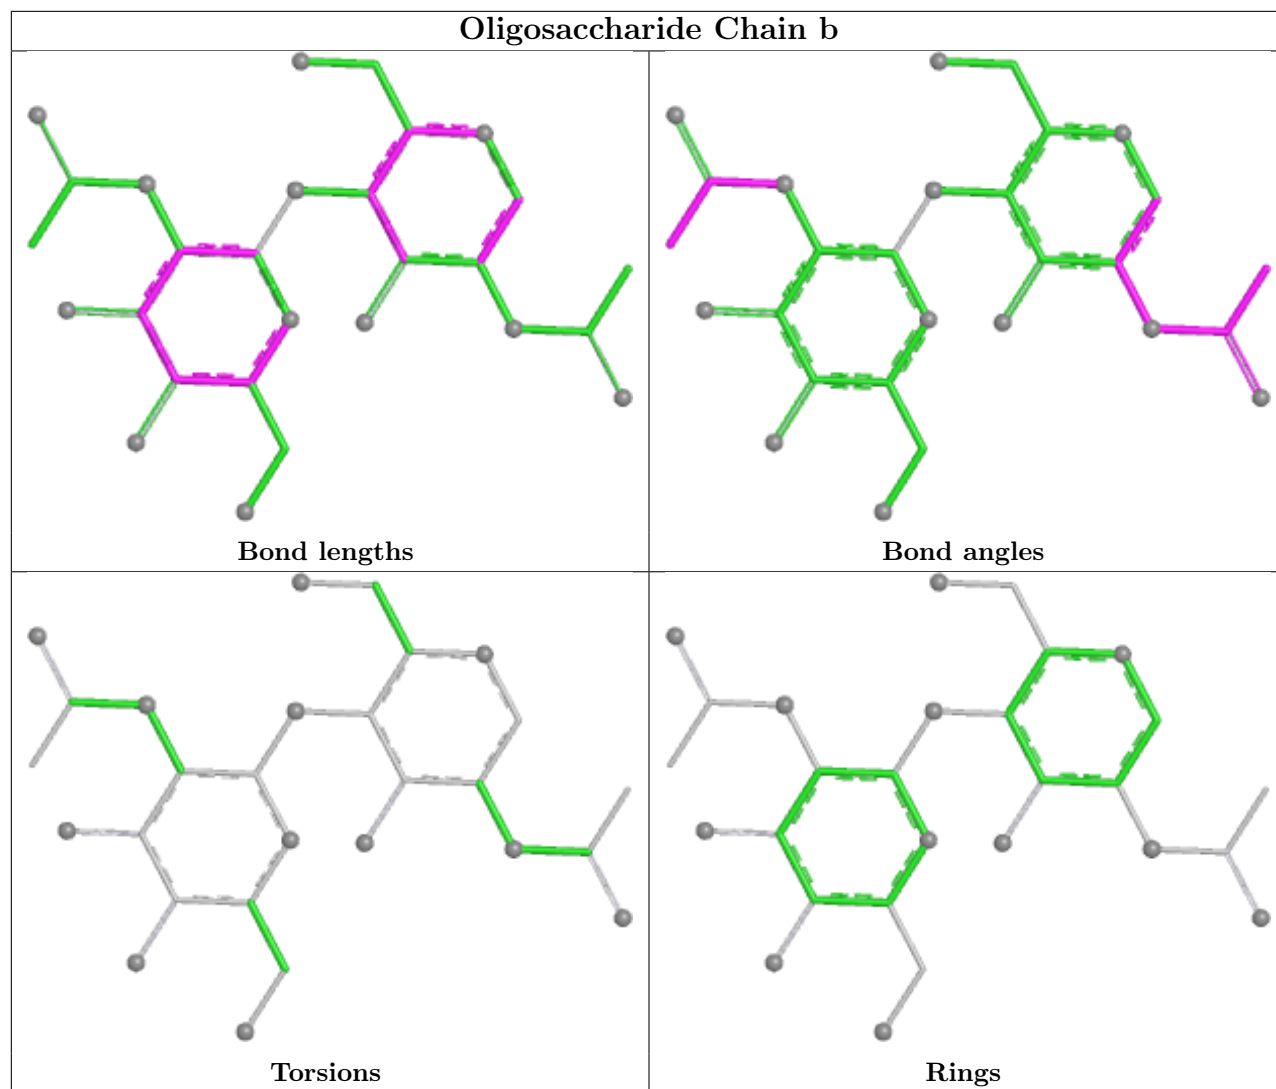 Oligosaccharide Chain b
Bond lengths
Bond angles
Torsions
Rings